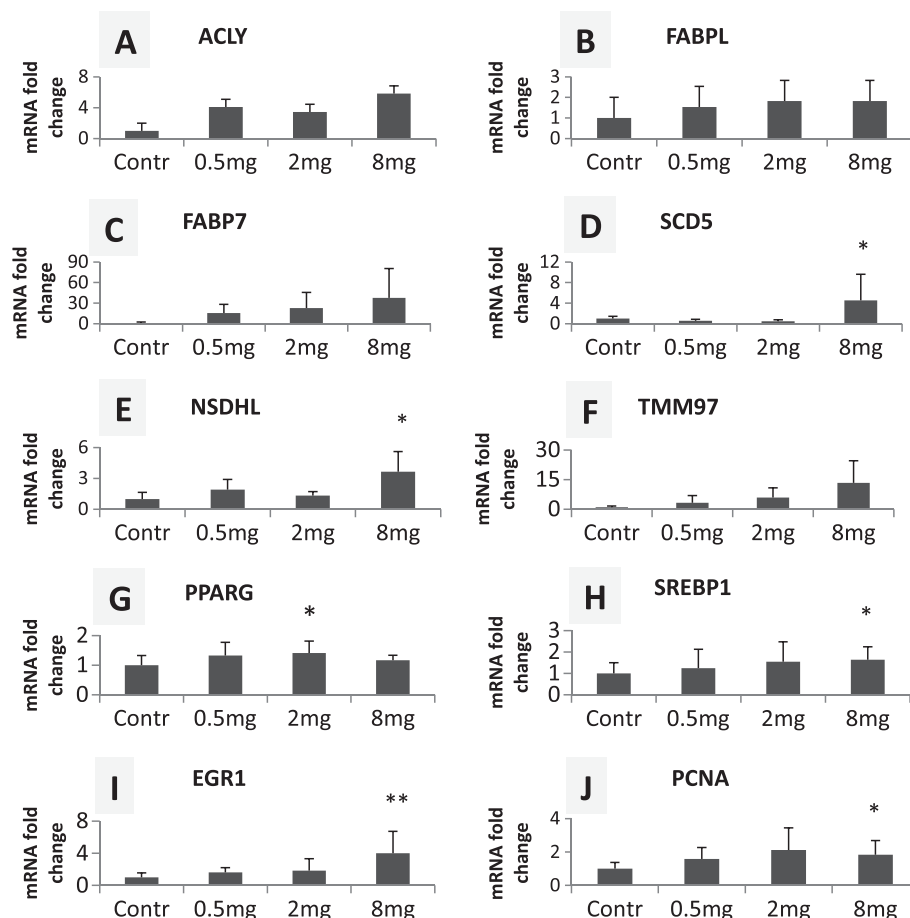 A ACLY
mRNA fold change
8
4
0
Contr 0.5mg 2mg 8mg
B FABPL
mRNA fold change
3
2
1
0
Contr 0.5mg 2mg 8mg
C FABP7
mRNA fold change
90
60
30
0
Contr 0.5mg 2mg 8mg
D SCD5
*
mRNA fold change
12
8
4
0
Contr 0.5mg 2mg 8mg
E NSDHL
*
mRNA fold change
6
3
0
Contr 0.5mg 2mg 8mg
F TMM97
mRNA fold change
30
15
0
Contr 0.5mg 2mg 8mg
G PPARG
*
mRNA fold change
2
1
0
Contr 0.5mg 2mg 8mg
H SREBP1
*
mRNA fold change
3
2
1
0
Contr 0.5mg 2mg 8mg
I EGR1
**
mRNA fold change
8
4
0
Contr 0.5mg 2mg 8mg
J PCNA
*
mRNA fold change
4
2
0
Contr 0.5mg 2mg 8mg